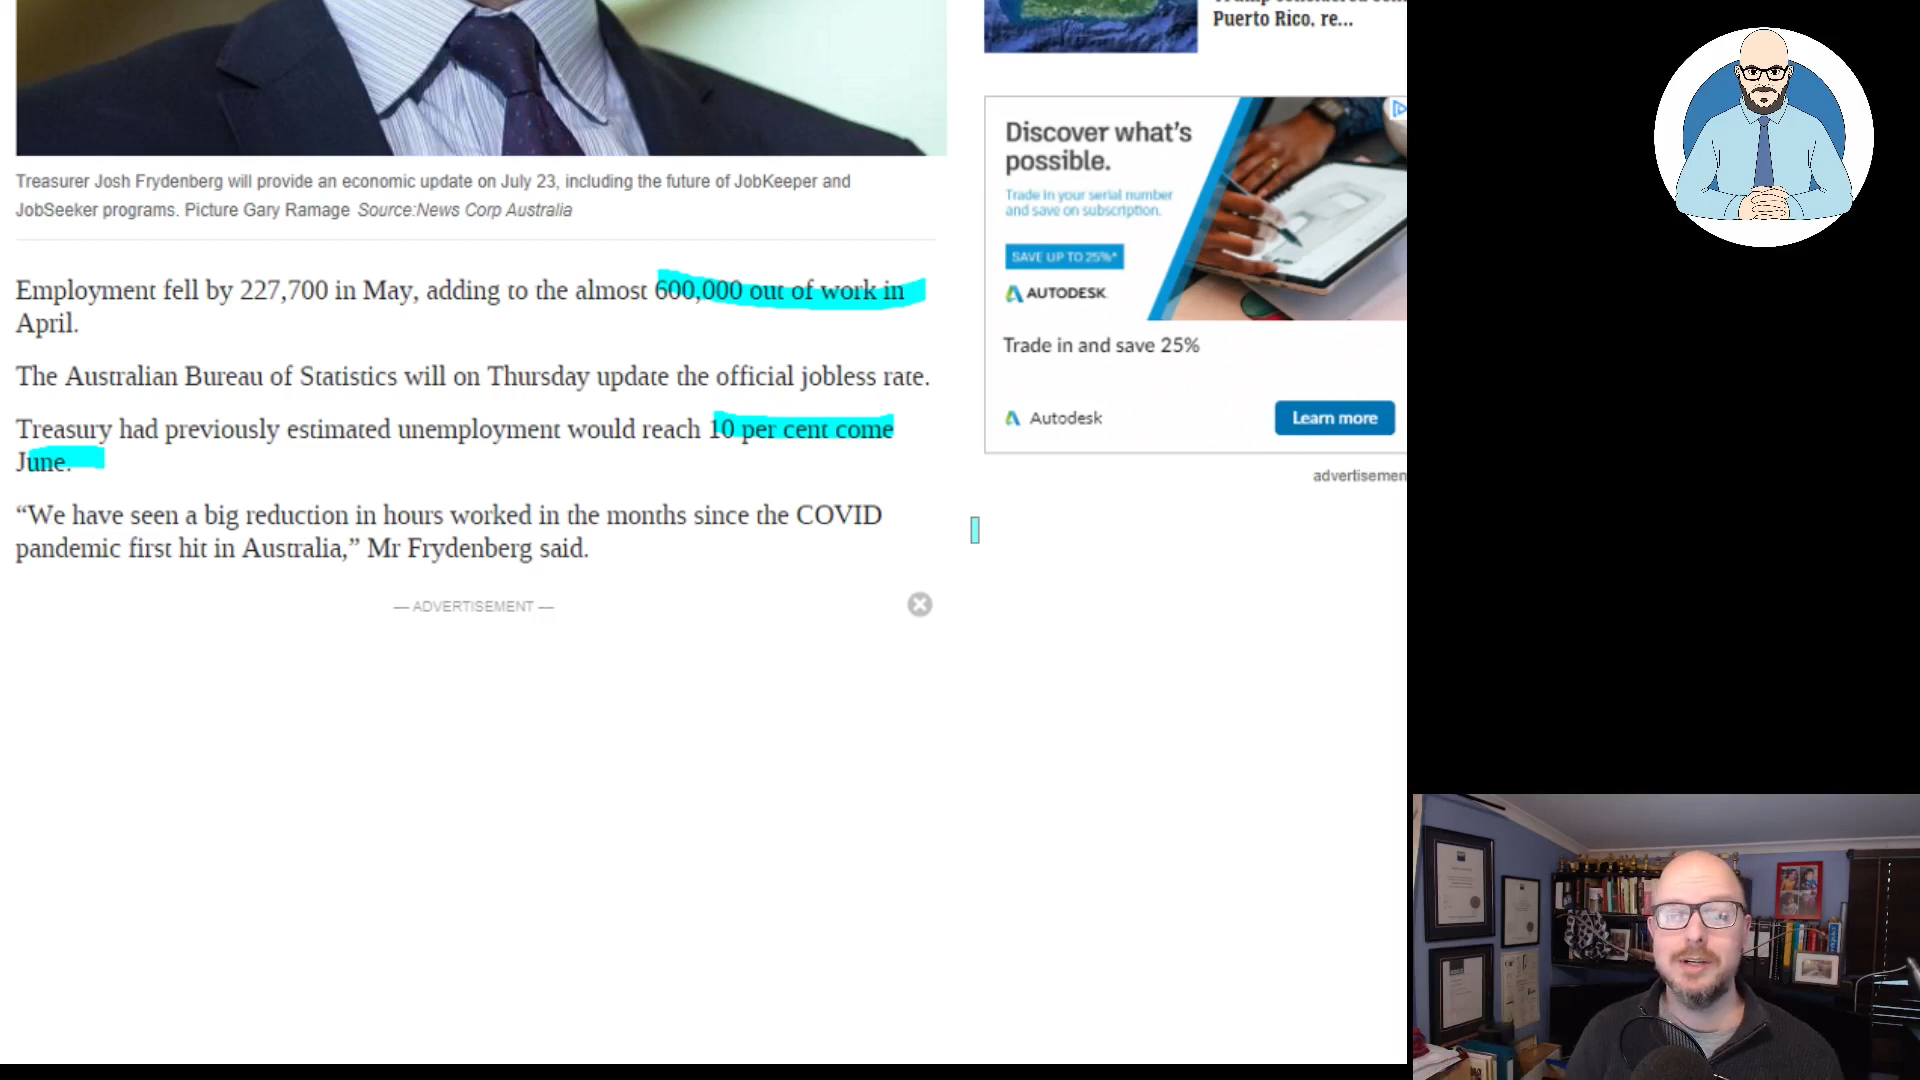 Treasurer Josh Frydenberg will provide an economic update on July 23, including the future of JobKeeper and
JobSeeker programs. Picture Gary Ramage Source:News Corp Australia
Employment fell by 227,700 in May, adding to the almost 600,000 out of work in
April.
The Australian Bureau of Statistics will on Thursday update the official jobless rate.
Treasury had previously estimated unemployment would reach 10 per cent come
June.
“We have seen a big reduction in hours worked in the months since the COVID
pandemic first hit in Australia,” Mr Frydenberg said.
— ADVERTISEMENT —
Puerto Rico, re...
Discover what's
possible.
Trade in your serial number
and save on subscription.
SAVE UP TO 25%*
AUTODESK
Trade in and save 25%
Autodesk
Learn more
advertisemen